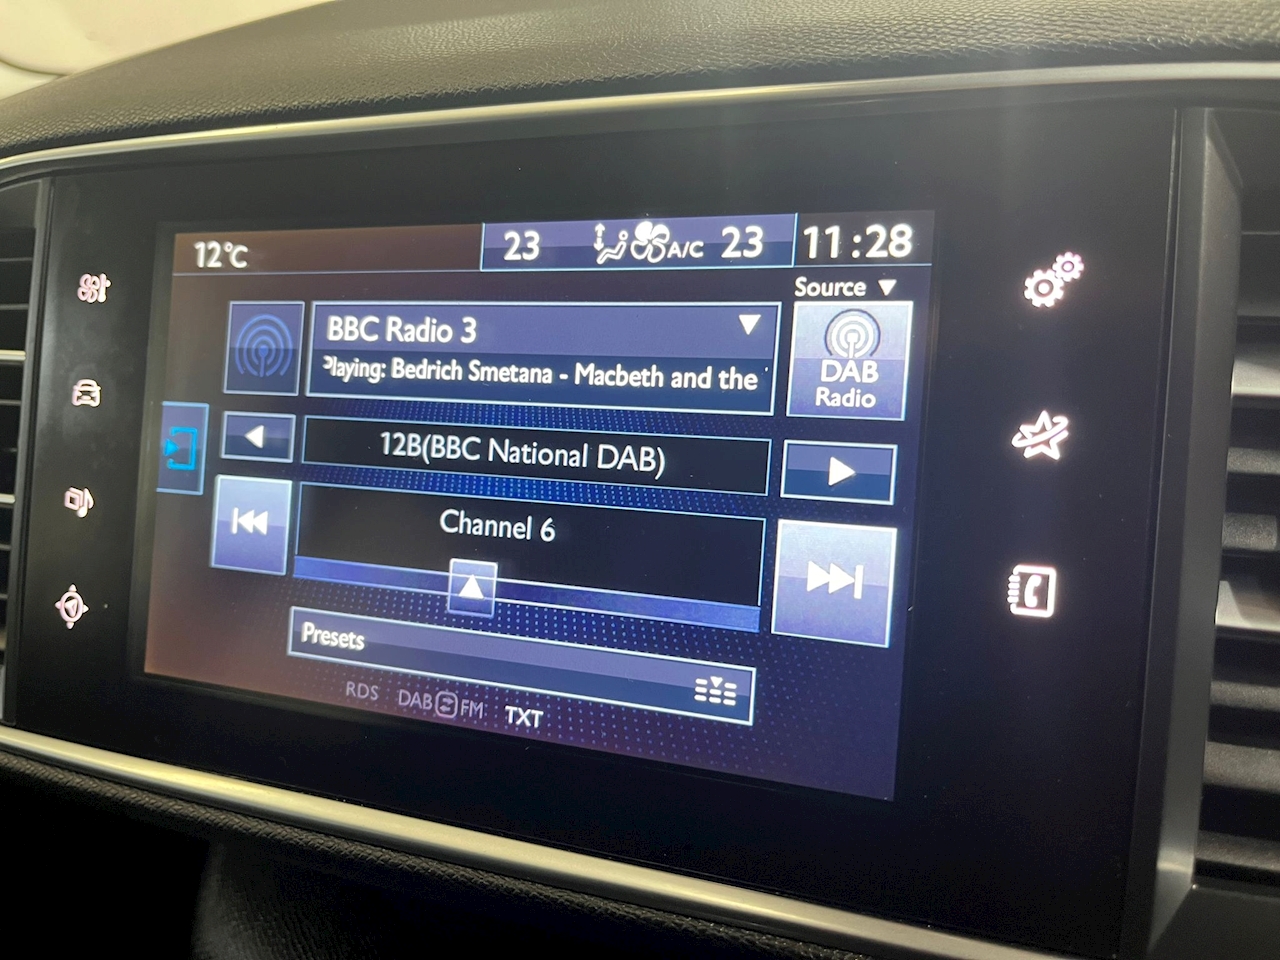 12°C
23 A/C 23 11:28
Source
BBC Radio 3
Playing: Bedrich Smetana - Macbeth and the
DAB
Radio
12B(BBC National DAB)
Channel 6
Presets
RDS DAB FM TXT